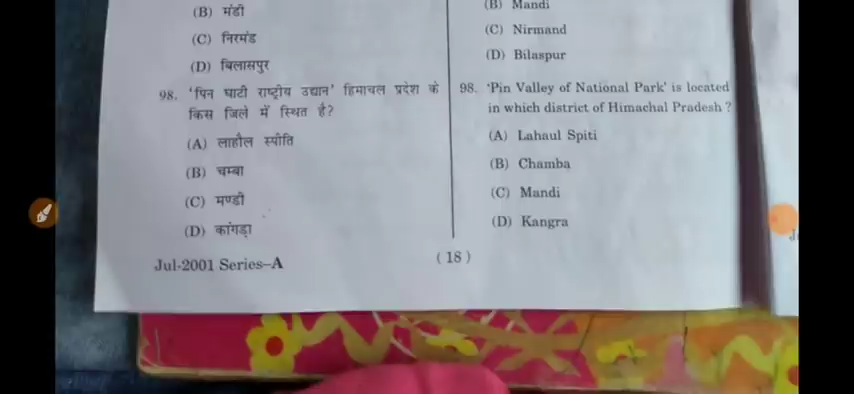 (B) मंडी
(C) निरमंड
(D) बिलासपुर
98. ‘पिन घाटी राष्ट्रीय उद्यान’ हिमाचल प्रदेश के
किस जिले में स्थित है?
(A) लाहौल स्पीति
(B) चम्बा
(C) मण्डी
(D) कांगड़ा
Jul-2001 Series–A
(B) Mandi
(C) Nirmand
(D) Bilaspur
98. ‘Pin Valley of National Park’ is located
in which district of Himachal Pradesh ?
(A) Lahaul Spiti
(B) Chamba
(C) Mandi
(D) Kangra
( 18 )